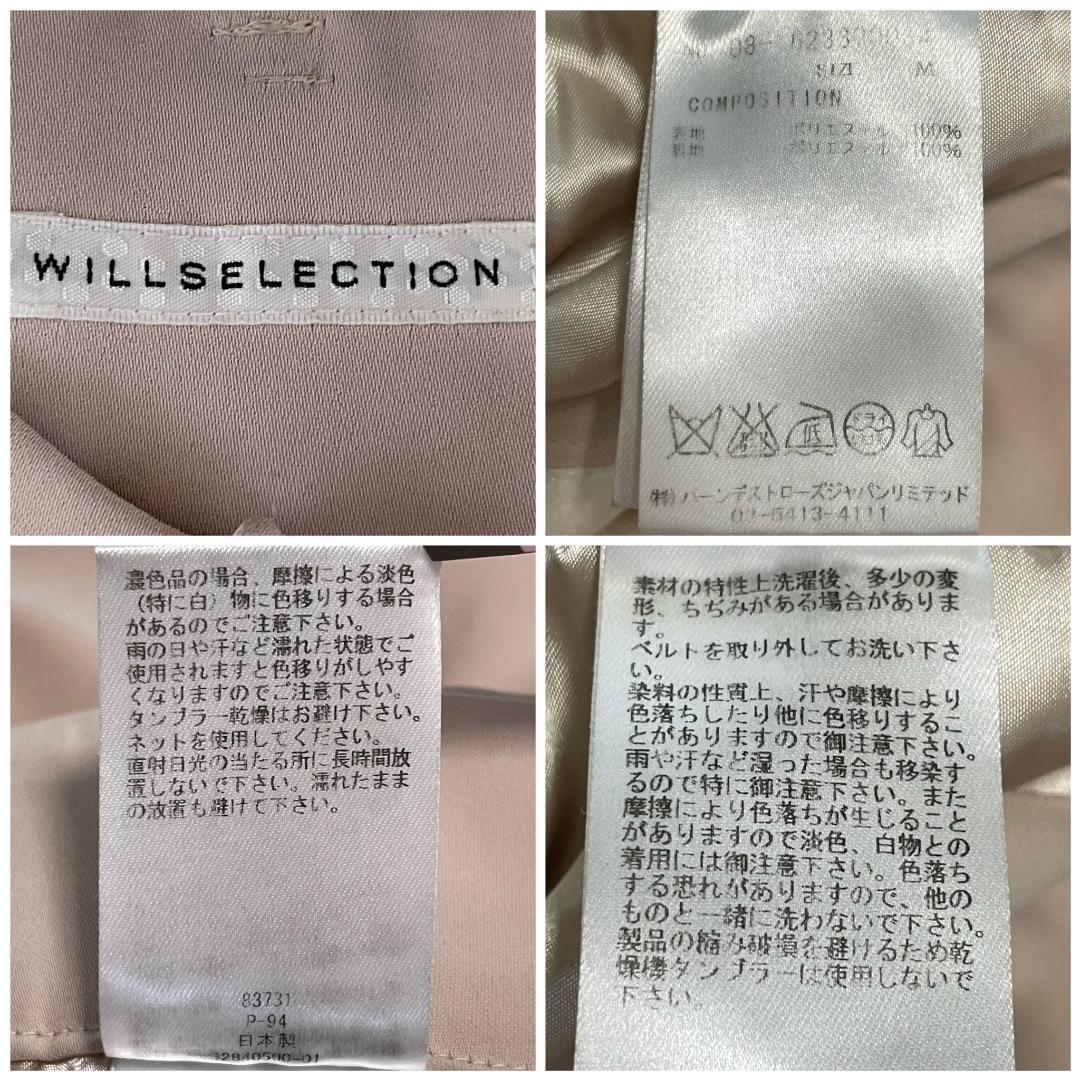 WILLSELECTION
SIZE M
COMPOSITION
表地 ポリエステル 100%
裏地 ポリエステル 100%
低
ドライ
(株)バーンデストローズジャパンリミテッド
03-5413-4111
濃色品の場合、摩擦による淡色
(特に白)物に色移りする場合
があるのでご注意下さい。
雨の日や汗など濡れた状態でご
使用されますと色移りがしやす
くなりますのでご注意下さい。
タンブラー乾燥はお避け下さい。
ネットを使用してください。
直射日光の当たる所に長時間放
置しないで下さい。濡れたまま
の放置も避けて下さい。
83731
P-94
日本製
32840500-01
素材の特性上洗濯後、多少の変
形、ちぢみがある場合がありま
す。
ベルトを取り外してお洗い下さ
い。
染料の性質上、汗や摩擦により
色落ちしたり他に色移りするこ
とがありますので御注意下さい。
雨や汗など湿った場合も移染す
るので特に御注意下さい。また
摩擦により色落ちが生じること
がありますので淡色、白物との
着用には御注意下さい。色落ち
する恐れがありますので、他の
ものと一緒に洗わないで下さい。
製品の縮み破損を避けるため乾
燥機タンブラーは使用しないで
下さい。